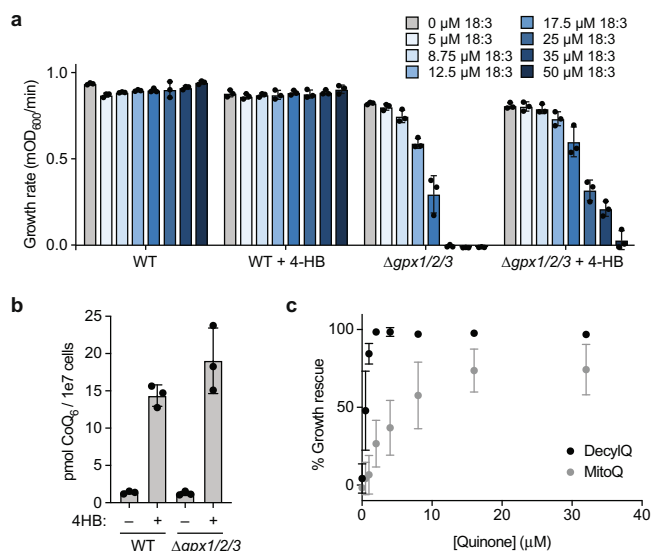 a
0 µM 18:3
5 µM 18:3
8.75 µM 18:3
12.5 µM 18:3
17.5 µM 18:3
25 µM 18:3
35 µM 18:3
50 µM 18:3
Growth rate (mOD600/min)
1.0
0.5
0.0
WT
WT + 4-HB
Δgpx1/2/3
Δgpx1/2/3 + 4-HB
b
pmol CoQ6 / 1e7 cells
25
20
15
10
5
0
4HB: – + – +
WT Δgpx1/2/3
c
% Growth rescue
100
50
0
DecylQ
MitoQ
0 10 20 30 40
[Quinone] (µM)